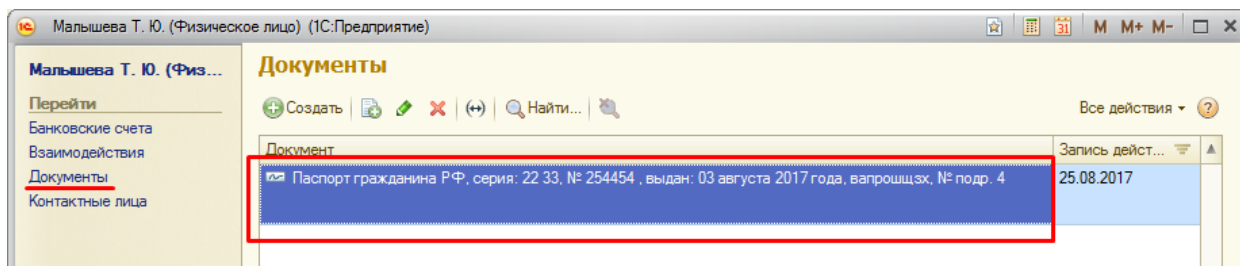 Малышева Т. Ю. (Физическое лицо) (1С:Предприятие)
31 M M+ M-
Малышева Т. Ю. (Физ...
Перейти
Банковские счета
Взаимодействия
Документы
Контактные лица
Документы
Создать Найти... Все действия ?
Документ Запись дейст...
Паспорт гражданина РФ, серия: 22 33, № 254454 , выдан: 03 августа 2017 года, вапрошщзх, № подр. 4 25.08.2017